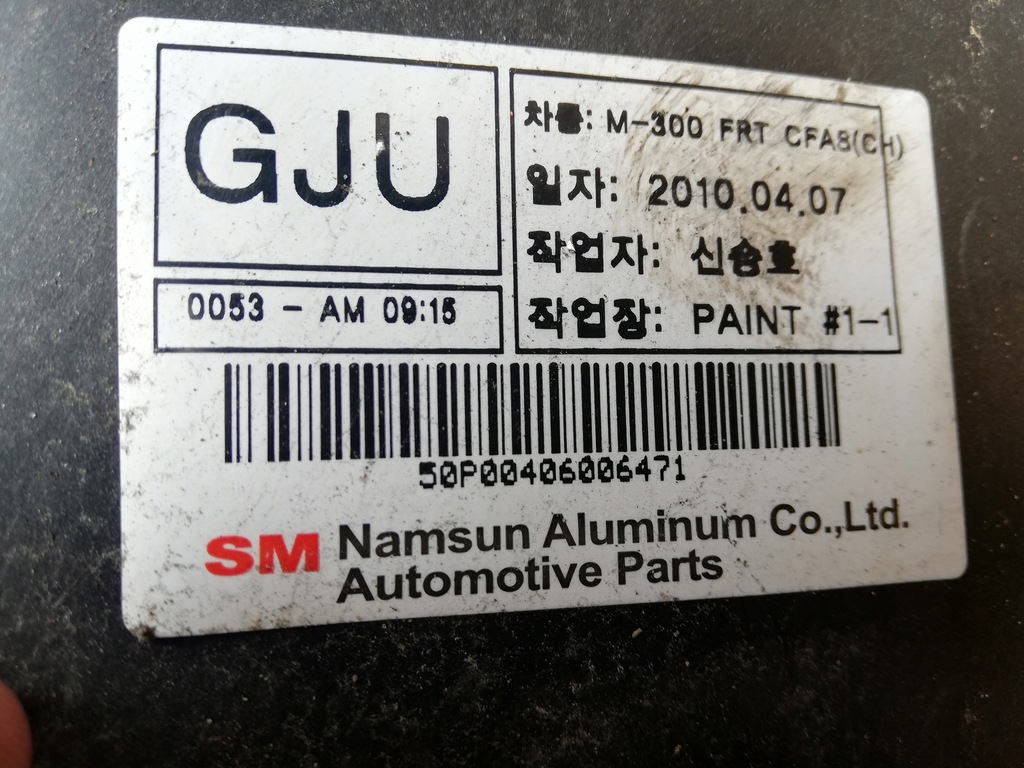 GJU
0053 - AM 09:15
차종: M-300 FRT CFA8(CH)
일자: 2010.04.07
작업자: 신승호
작업장: PAINT #1-1
50P00406006471
SM Namsun Aluminum Co.,Ltd.
Automotive Parts